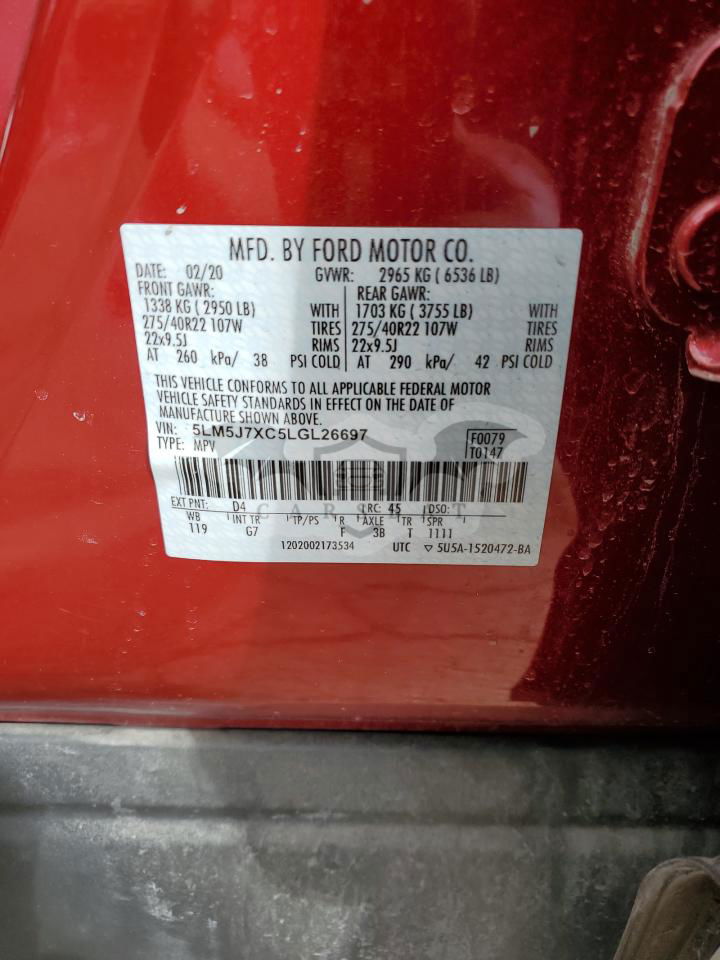 MFD. BY FORD MOTOR CO.
DATE: 02/20 GVWR: 2965 KG ( 6536 LB)
FRONT GAWR: REAR GAWR:
1338 KG ( 2950 LB) WITH 1703 KG ( 3755 LB) WITH
275/40R22 107W TIRES 275/40R22 107W TIRES
22x9.5J RIMS 22x9.5J RIMS
AT 260 kPa/ 38 PSI COLD AT 290 kPa/ 42 PSI COLD
THIS VEHICLE CONFORMS TO ALL APPLICABLE FEDERAL MOTOR
VEHICLE SAFETY STANDARDS IN EFFECT ON THE DATE OF
MANUFACTURE SHOWN ABOVE.
VIN: 5LM5J7XC5LGL26697 F0079
TYPE: MPV T0147
EXT PNT: D4 RC: 45 DSO:
WB INT TR TP/PS R AXLE TR SPR
119 G7 F 3B T 1111
1202002173534 UTC ▽ 5U5A-1520472-BA